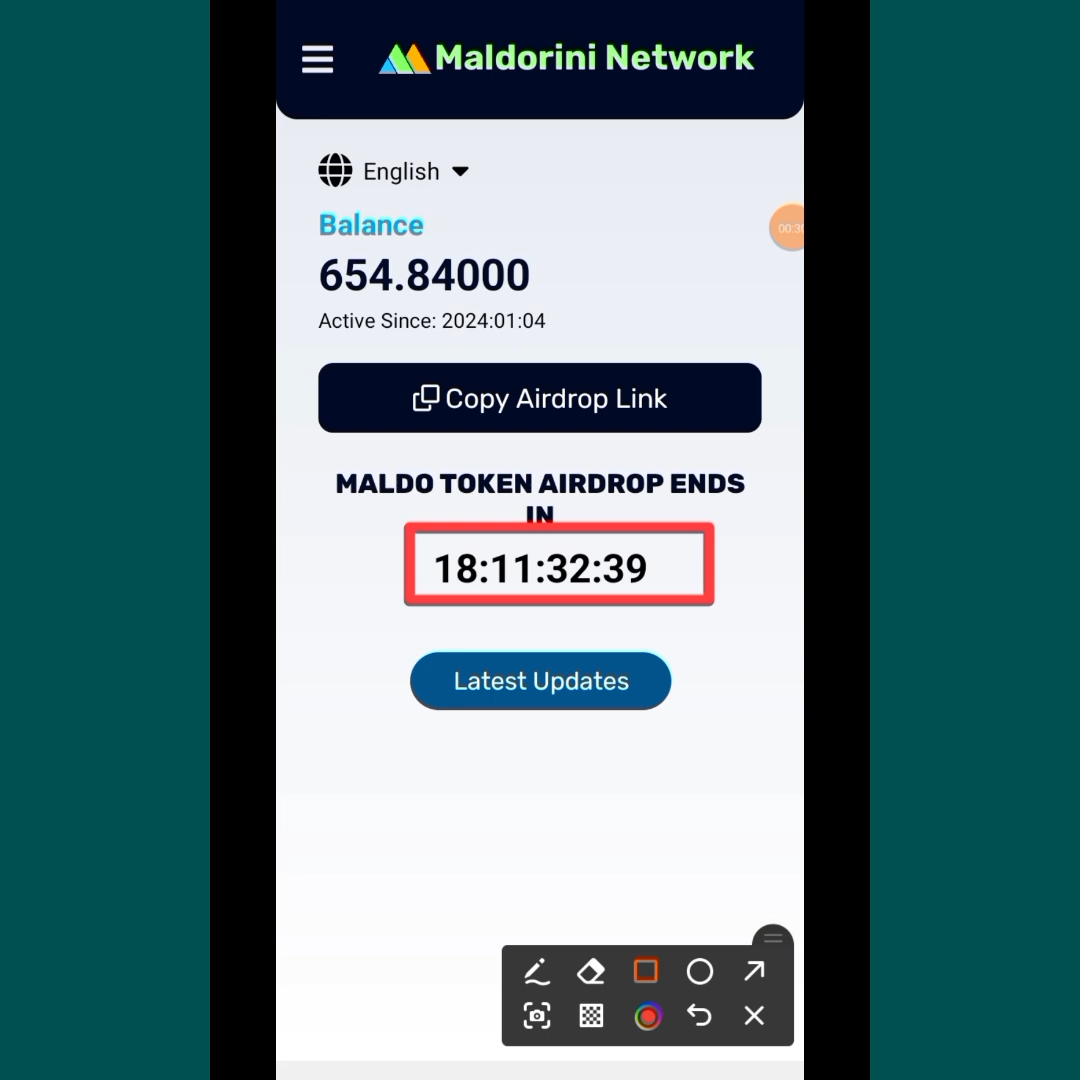 Maldorini Network
English
Balance
654.84000
Active Since: 2024:01:04
Copy Airdrop Link
MALDO TOKEN AIRDROP ENDS
IN
18:11:32:39
Latest Updates